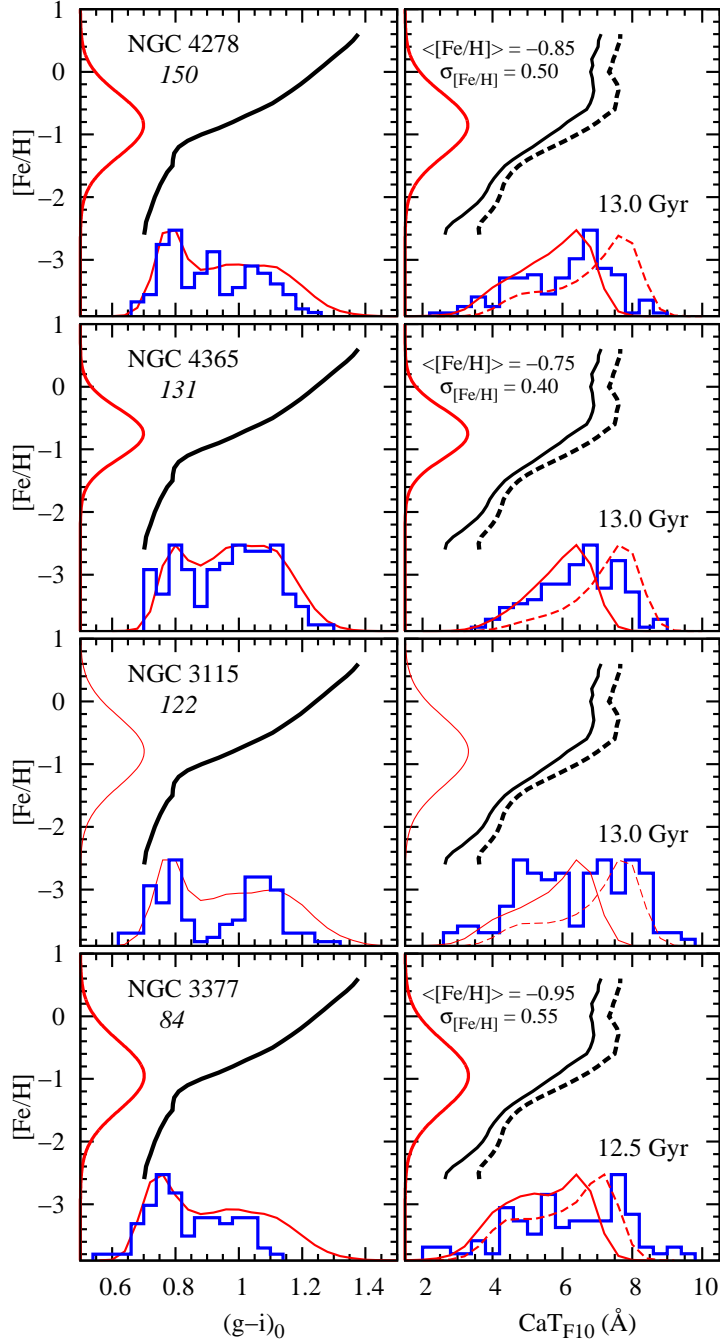 1
0
−1
−2
−3
[Fe/H]
NGC 4278
150
<[Fe/H]> = −0.85
σ[Fe/H] = 0.50
13.0 Gyr
1
0
−1
−2
−3
[Fe/H]
NGC 4365
131
<[Fe/H]> = −0.75
σ[Fe/H] = 0.40
13.0 Gyr
1
0
−1
−2
−3
[Fe/H]
NGC 3115
122
13.0 Gyr
1
0
−1
−2
−3
[Fe/H]
NGC 3377
84
<[Fe/H]> = −0.95
σ[Fe/H] = 0.55
12.5 Gyr
0.6 0.8 1 1.2 1.4
(g−i)0
2 4 6 8 10
CaTF10 (Å)